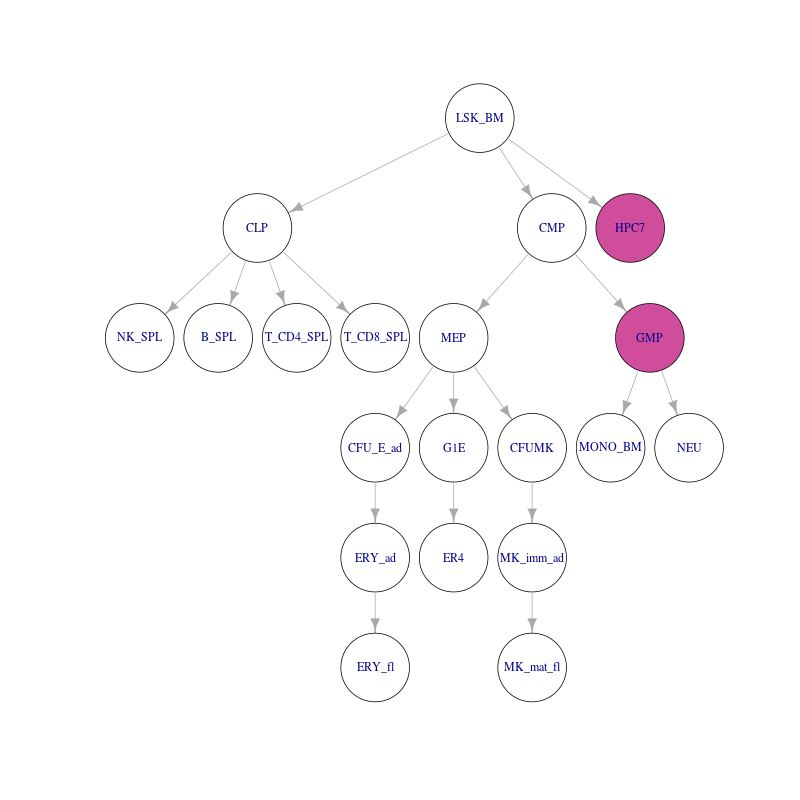 LSK_BM
CLP
CMP
HPC7
NK_SPL
B_SPL
T_CD4_SPL
T_CD8_SPL
MEP
GMP
CFU_E_ad
G1E
CFUMK
MONO_BM
NEU
ERY_ad
ER4
MK_imm_ad
ERY_fl
MK_mat_fl